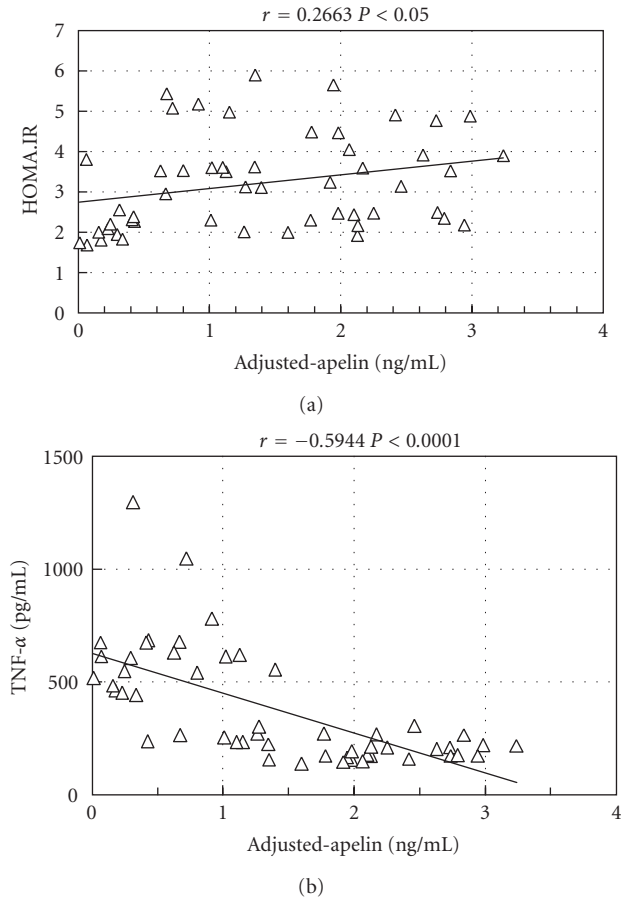 r = 0.2663 P < 0.05
7
6
5
4
3
2
1
0
HOMA.IR
0 1 2 3 4
Adjusted-apelin (ng/mL)
(a)
r = −0.5944 P < 0.0001
1500
1000
500
0
TNF-α (pg/mL)
0 1 2 3 4
Adjusted-apelin (ng/mL)
(b)